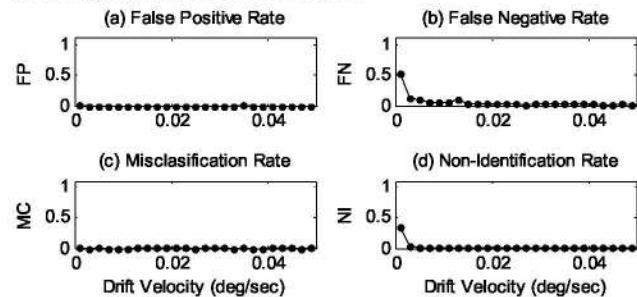 (a) False Positive Rate
(b) False Negative Rate
1
0.5
0
FP
0
0.02
0.04
1
0.5
0
FN
0
0.02
0.04
(c) Misclasification Rate
(d) Non-Identification Rate
1
0.5
0
MC
0
0.02
0.04
Drift Velocity (deg/sec)
1
0.5
0
NI
0
0.02
0.04
Drift Velocity (deg/sec)